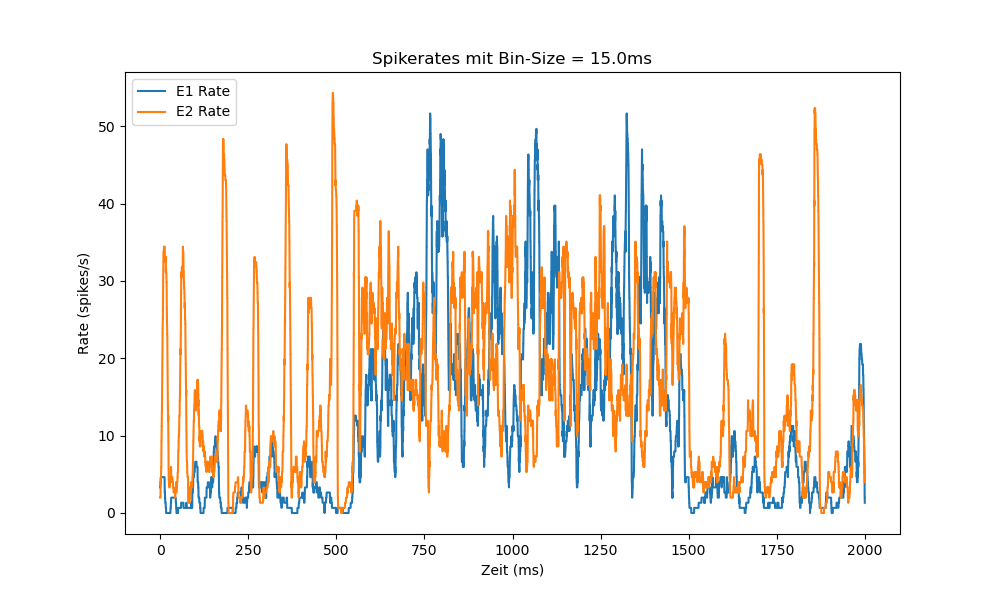 Spikerates mit Bin-Size = 15.0ms
E1 Rate
E2 Rate
50
40
30
20
10
0
Rate (spikes/s)
0 250 500 750 1000 1250 1500 1750 2000
Zeit (ms)